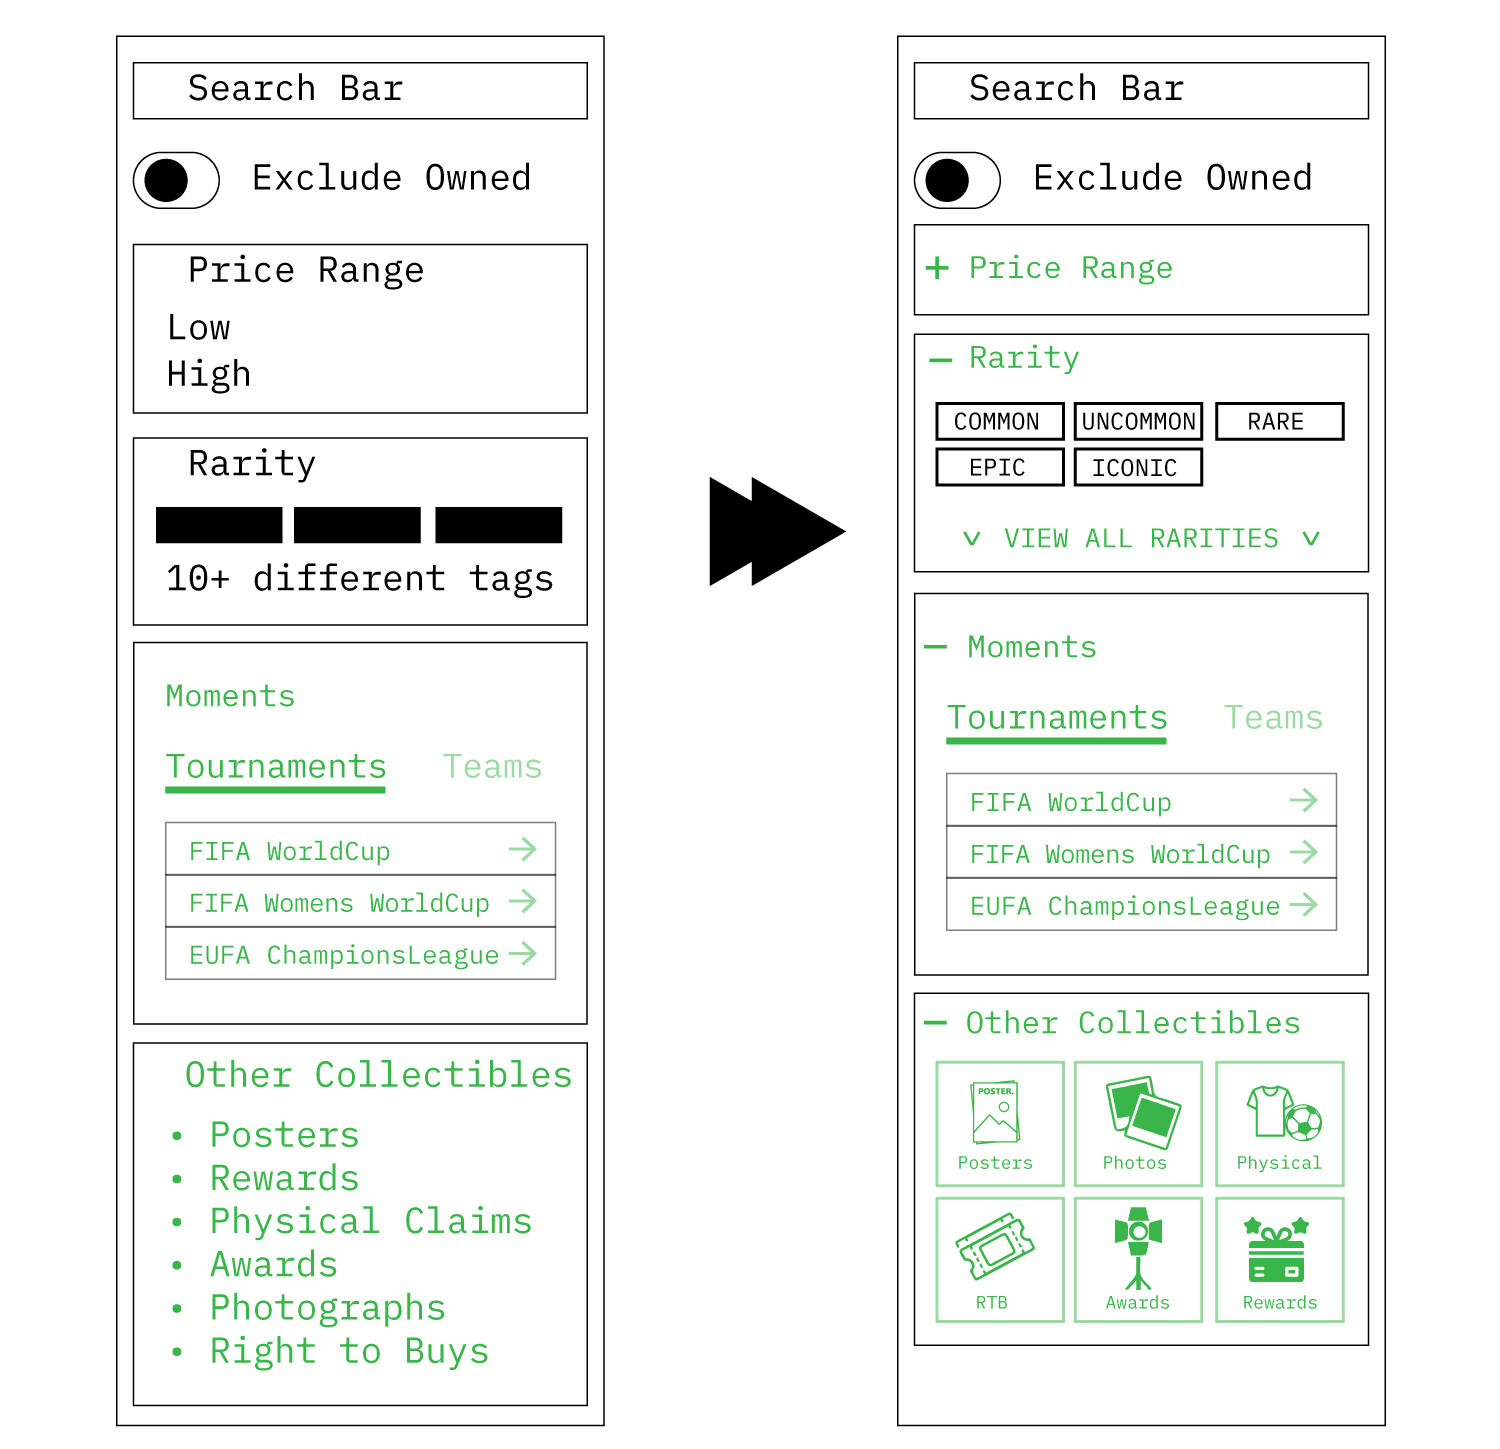 Search Bar
Exclude Owned
Price Range
Low
High
Rarity
10+ different tags
Moments
Tournaments Teams
FIFA WorldCup
FIFA Womens WorldCup
EUFA ChampionsLeague
Other Collectibles
• Posters
• Rewards
• Physical Claims
• Awards
• Photographs
• Right to Buys
Search Bar
Exclude Owned
+ Price Range
− Rarity
COMMON UNCOMMON RARE
EPIC ICONIC
v VIEW ALL RARITIES v
− Moments
Tournaments Teams
FIFA WorldCup →
FIFA Womens WorldCup →
EUFA ChampionsLeague →
− Other Collectibles
POSTER.
Posters Photos Physical
RTB Awards Rewards